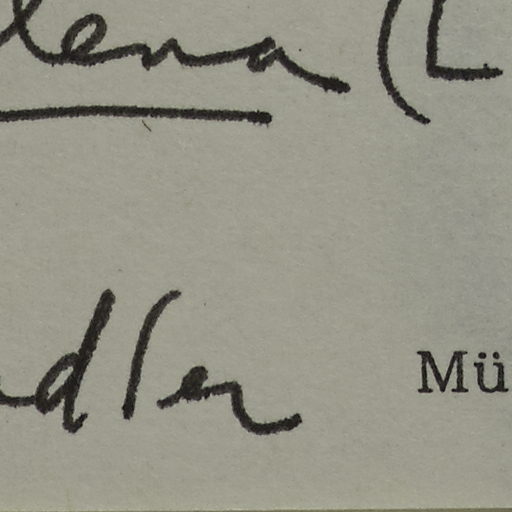 lena (L
dler
Mü